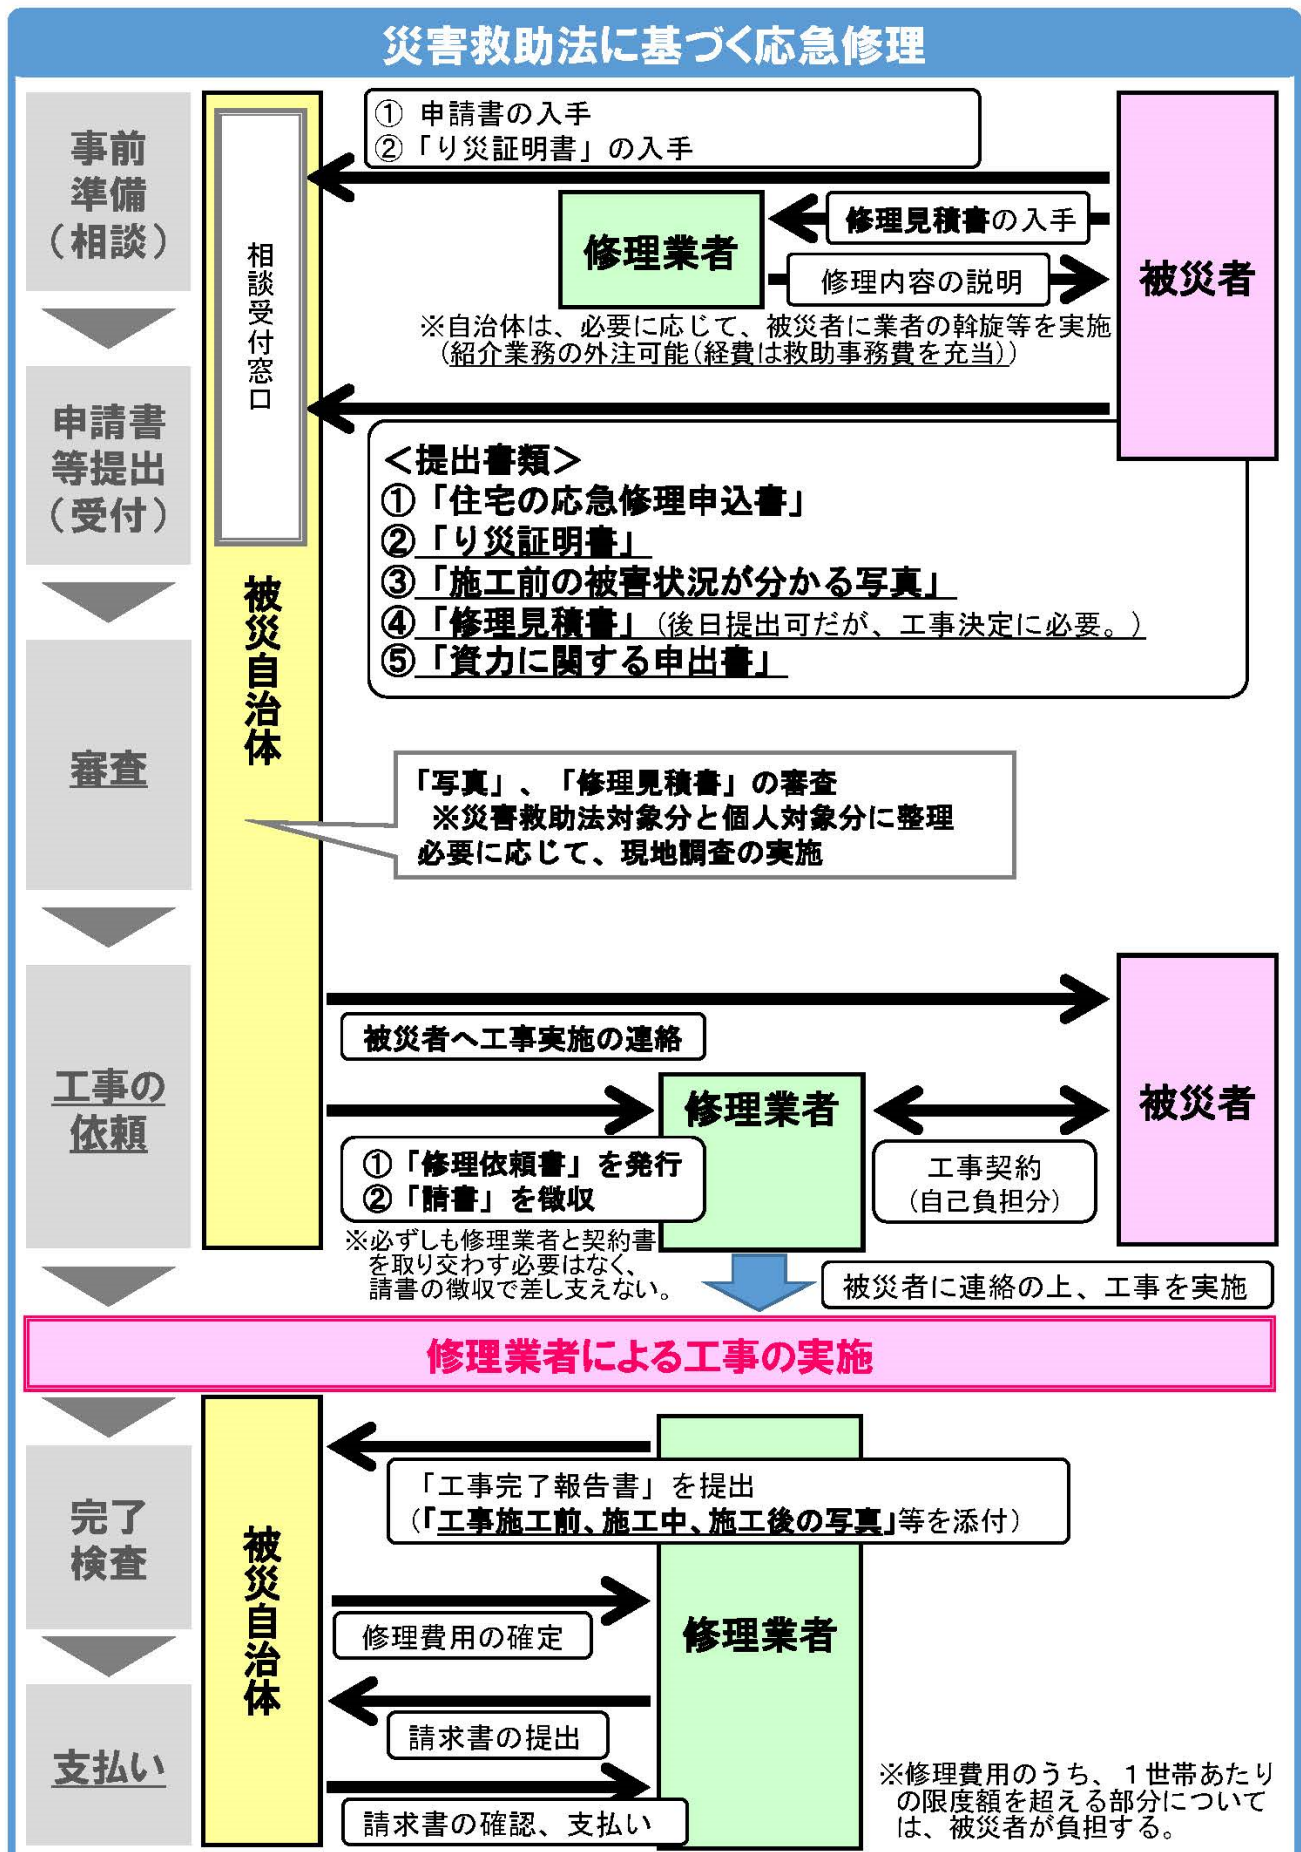 災害救助法に基づく応急修理
事前
準備
（相談）
① 申請書の入手
②「り災証明書」の入手
相談受付窓口
修理業者
修理見積書の入手
修理内容の説明
被災者
※自治体は、必要に応じて、被災者に業者の斡旋等を実施
（紹介業務の外注可能（経費は救助事務費を充当））
申請書
等提出
（受付）
＜提出書類＞
①「住宅の応急修理申込書」
②「り災証明書」
③「施工前の被害状況が分かる写真」
④「修理見積書」（後日提出可だが、工事決定に必要。）
⑤「資力に関する申出書」
被災自治体
審査
「写真」、「修理見積書」の審査
※災害救助法対象分と個人対象分に整理
必要に応じて、現地調査の実施
工事の
依頼
被災者へ工事実施の連絡
修理業者
被災者
①「修理依頼書」を発行
②「請書」を徴収
工事契約
（自己負担分）
※必ずしも修理業者と契約書
を取り交わす必要はなく、
請書の徴収で差し支えない。
被災者に連絡の上、工事を実施
修理業者による工事の実施
完了
検査
被災自治体
「工事完了報告書」を提出
（「工事施工前、施工中、施工後の写真」等を添付）
修理費用の確定
修理業者
請求書の提出
支払い
請求書の確認、支払い
※修理費用のうち、１世帯あたり
の限度額を超える部分について
は、被災者が負担する。